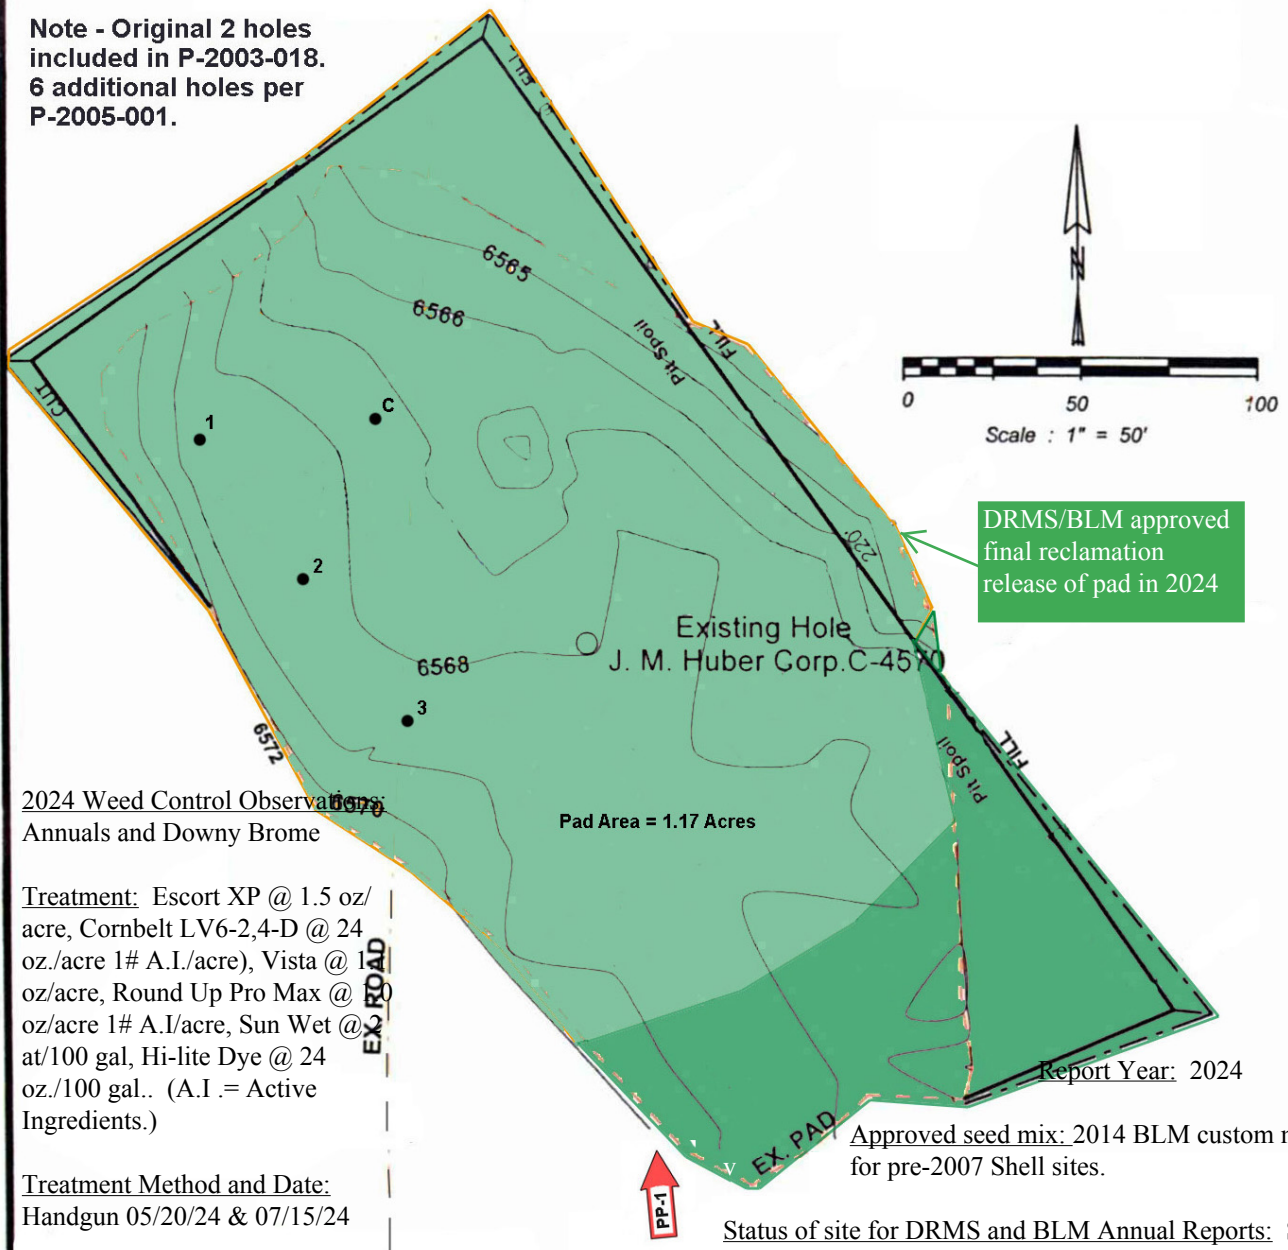 Note - Original 2 holes
included in P-2003-018.
6 additional holes per
P-2005-001.
FILL
6565
6566
Pit Spoil
FILL
CUT
1
C
N
0 50 100
Scale : 1" = 50'
DRMS/BLM approved
final reclamation
release of pad in 2024
220'
2
Existing Hole
J. M. Huber Corp.C-4570
6568
3
6572
6570
Pit Spoil
FILL
Pad Area = 1.17 Acres
2024 Weed Control Observations:
Annuals and Downy Brome
Treatment: Escort XP @ 1.5 oz/
acre, Cornbelt LV6-2,4-D @ 24
oz./acre 1# A.I./acre), Vista @
oz/acre, Round Up Pro Max @
oz/acre 1# A.I/acre, Sun Wet @ 2
at/100 gal, Hi-lite Dye @ 24
oz./100 gal.. (A.I .= Active
Ingredients.)
EX. ROAD
Treatment Method and Date:
Handgun 05/20/24 & 07/15/24
EX. PAD
v
PP-1
Report Year: 2024
Approved seed mix: 2014 BLM custom
for pre-2007 Shell sites.
Status of site for DRMS and BLM Annual Reports: